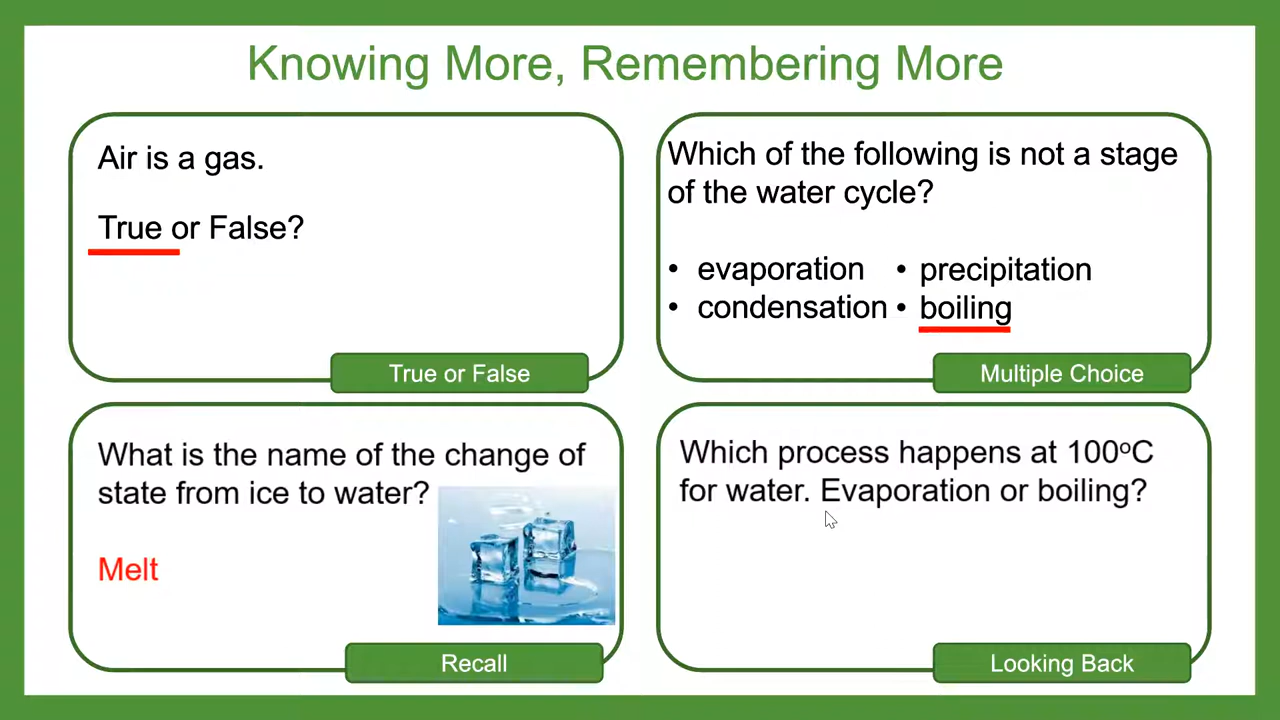 Knowing More, Remembering More
Air is a gas.
True or False?
True or False
Which of the following is not a stage
of the water cycle?
• evaporation • precipitation
• condensation • boiling
Multiple Choice
What is the name of the change of
state from ice to water?
Melt
Recall
Which process happens at 100ºC
for water. Evaporation or boiling?
Looking Back